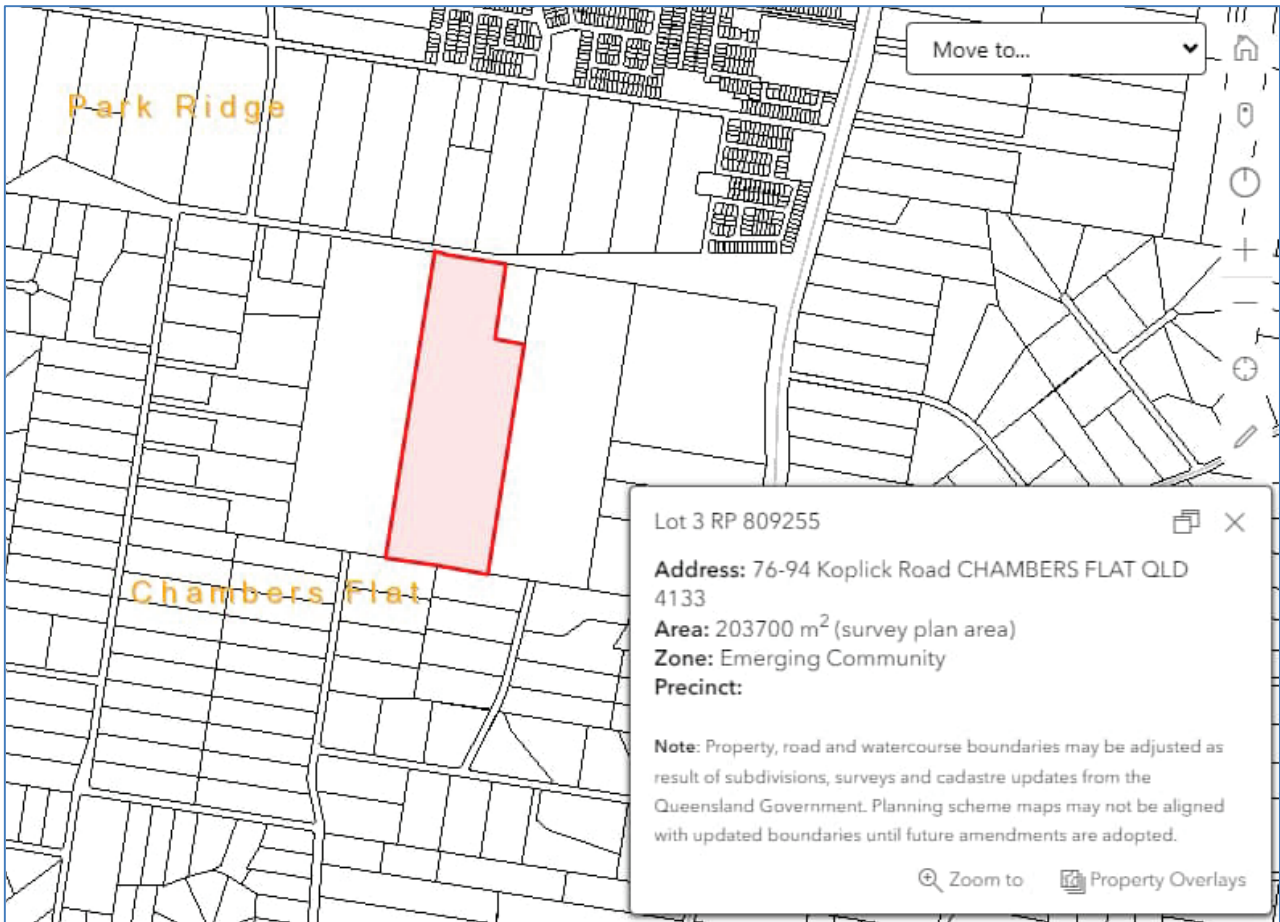 Move to...
Park Ridge
Chambers Flat
Lot 3 RP 809255
Address: 76-94 Koplick Road CHAMBERS FLAT QLD
4133
Area: 203700 m² (survey plan area)
Zone: Emerging Community
Precinct:
Note: Property, road and watercourse boundaries may be adjusted as
result of subdivisions, surveys and cadastre updates from the
Queensland Government. Planning scheme maps may not be aligned
with updated boundaries until future amendments are adopted.
Zoom to
Property Overlays